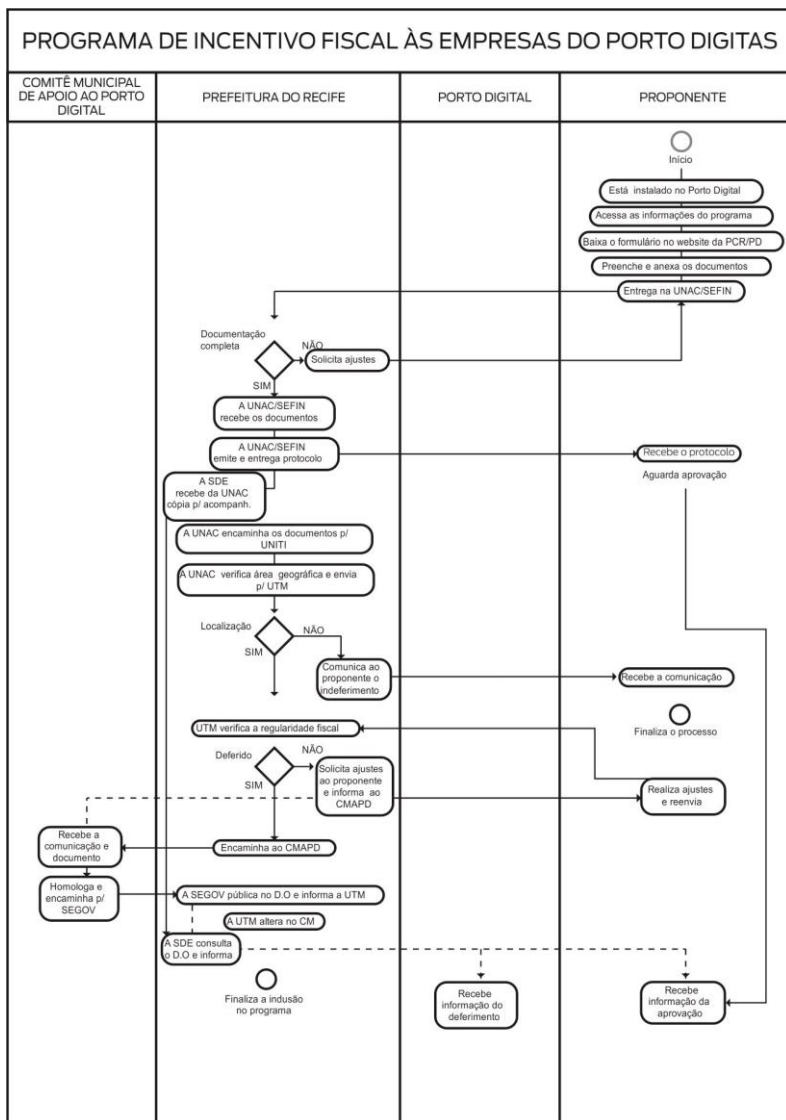 PROGRAMA DE INCENTIVO FISCAL ÀS EMPRESAS DO PORTO DIGITAS
COMITÊ MUNICIPAL
DE APOIO AO PORTO
DIGITAL
PREFEITURA DO RECIFE
PORTO DIGITAL
PROPONENTE
Início
Está instalado no Porto Digital
Acessa as informações do programa
Baixa o formulário no website da PCR/PD
Preenche e anexa os documentos
Entrega na UNAC/SEFIN
Documentação
completa
NÃO
Solicita ajustes
SIM
A UNAC/SEFIN
recebe os documentos
A UNAC/SEFIN
emite e entrega protocolo
Recebe o protocolo
Aguarda aprovação
A SDE
recebe da UNAC
cópia p/ acompanh.
A UNAC encaminha os documentos p/
UNITI
A UNAC verifica área geográfica e envia
p/ UTM
Localização
NÃO
SIM
Comunica ao
proponente o
indeferimento
Recebe a comunicação
Finaliza o processo
UTM verifica a regularidade fiscal
Deferido
NÃO
SIM
Solicita ajustes
ao proponente
e informa ao
CMAPD
Realiza ajustes
e reenvia
Recebe a
comunicação e
documento
Encaminha ao CMAPD
Homologa e
encaminha p/
SEGOV
A SEGOV pública no D.O e informa a UTM
A UTM altera no CM
A SDE consulta
o D.O e informa
Finaliza a indusão
no programa
Recebe
informação do
deferimento
Recebe
informação da
aprovação